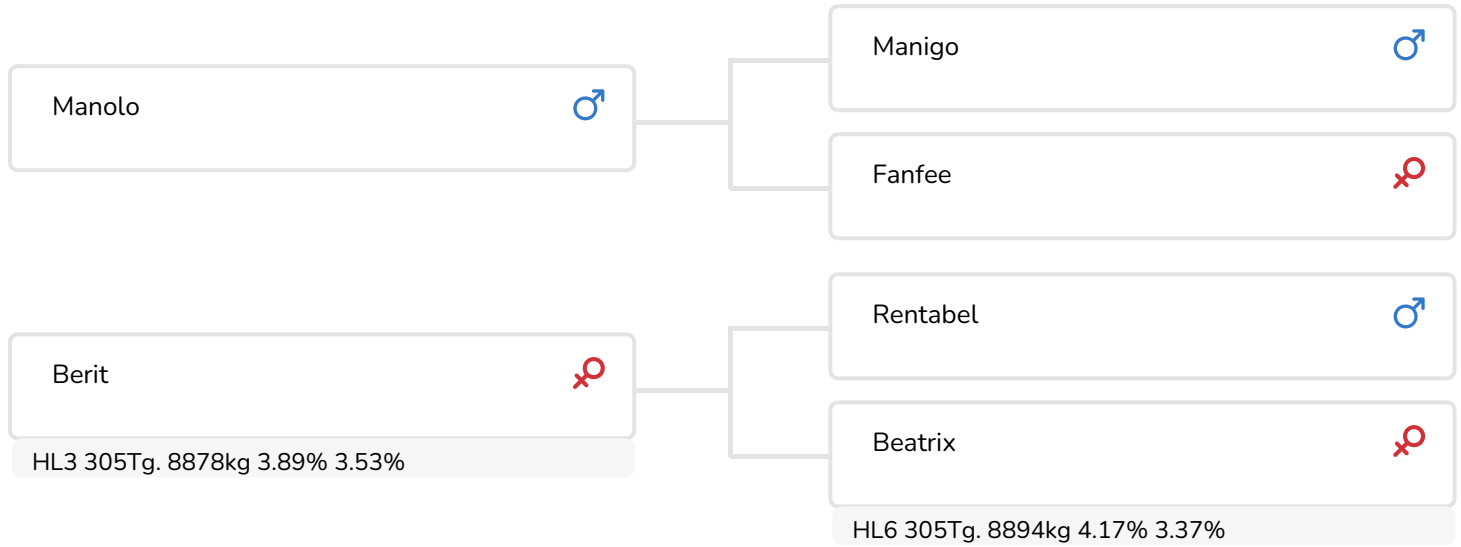 Manolo
Manigo
Fanfee
Berit
HL3 305Tg. 8878kg 3.89% 3.53%
Rentabel
Beatrix
HL6 305Tg. 8894kg 4.17% 3.37%